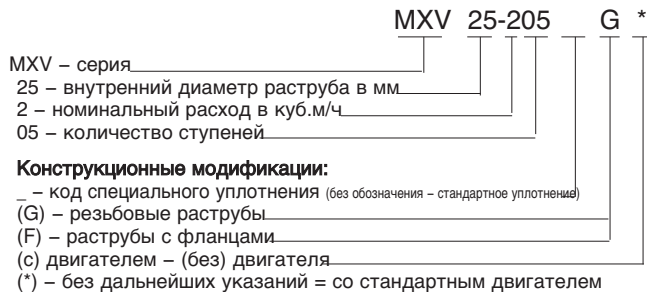 MXV 25-205 _ G *
MXV – серия
25 – внутренний диаметр раструба в мм
2 – номинальный расход в куб.м/ч
05 – количество ступеней
Конструкционные модификации:
_ – код специального уплотнения (без обозначения – стандартное уплотнение)
(G) – резьбовые раструбы
(F) – раструбы с фланцами
(с) двигателем – (без) двигателя
(*) – без дальнейших указаний = со стандартным двигателем